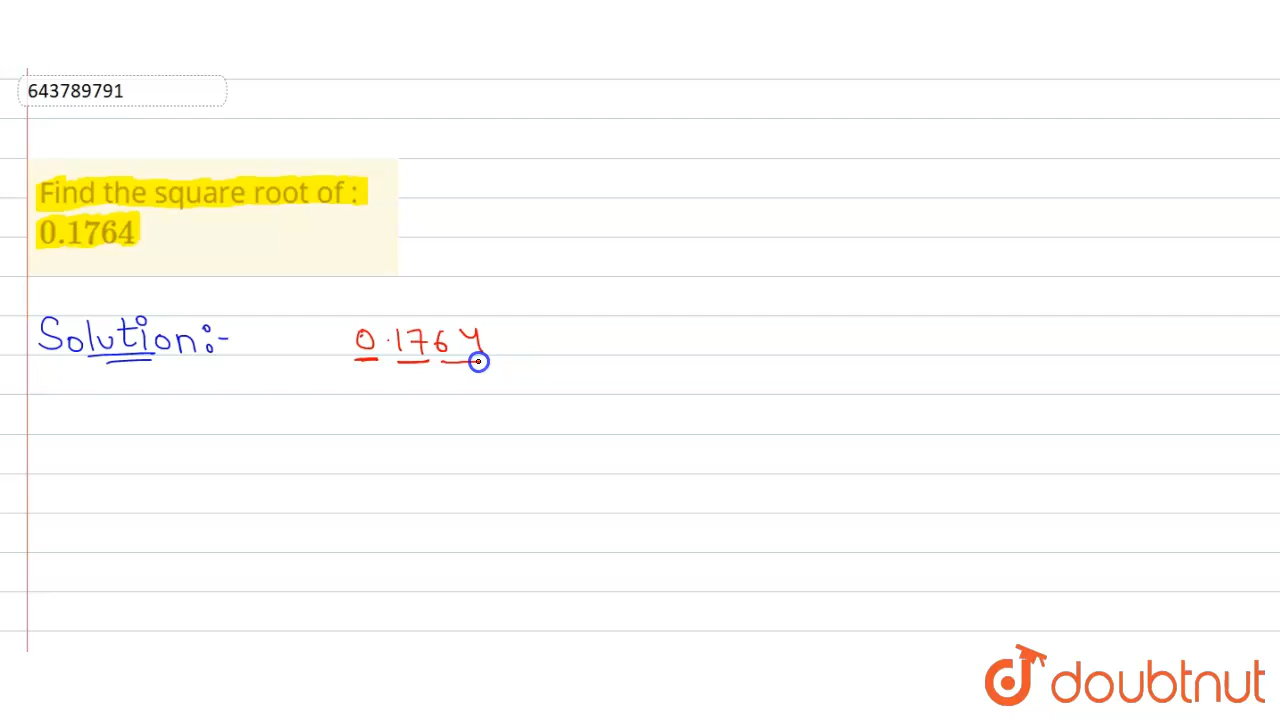 643789791
Find the square root of :
0.1764
Solution:- 0.1764
doubtnut